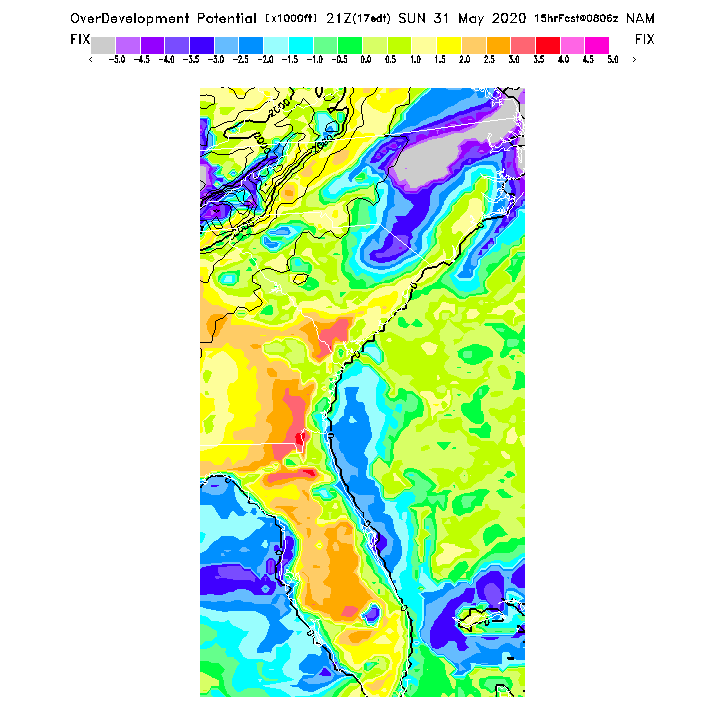 OverDevelopment Potential [x1000ft] 21Z(17edt) SUN 31 May 2020 15hrFcst@0806z NAM
FIX FIX
< -5.0 -4.5 -4.0 -3.5 -3.0 -2.5 -2.0 -1.5 -1.0 -0.5 0.0 0.5 1.0 1.5 2.0 2.5 3.0 3.5 4.0 4.5 5.0 >
2000
2000